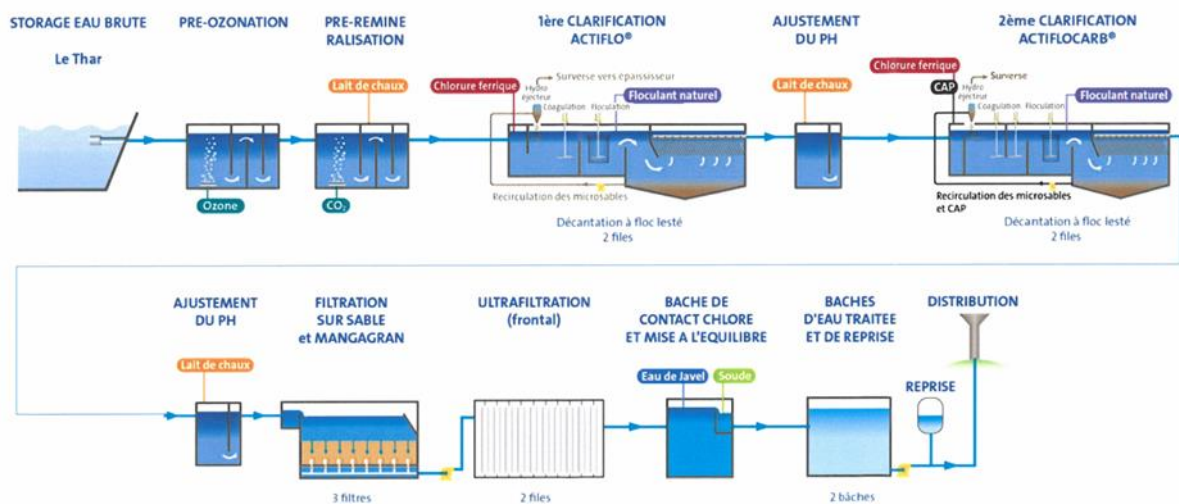 STORAGE EAU BRUTE
Le Thar
PRE-OZONATION
Ozone
PRE-REMINE
RALISATION
Lait de chaux
CO₂
1ère CLARIFICATION
ACTIFLO®
Chlorure ferrique
Hydro
éjecteur
Surverse vers épaississeur
Coagulation
Floculation
Floculant naturel
Recirculation des microsables
Décantation à floc lesté
2 files
AJUSTEMENT
DU PH
Lait de chaux
2ème CLARIFICATION
ACTIFLOCARB®
Chlorure ferrique
CAP
Hydro
éjecteur
Surverse
Coagulation
Floculation
Floculant naturel
Recirculation des microsables
et CAP
Décantation à floc lesté
2 files
AJUSTEMENT
DU PH
Lait de chaux
FILTRATION
SUR SABLE
et MANGAGRAN
3 filtres
ULTRAFILTRATION
(frontal)
2 files
BACHE DE
CONTACT CHLORE
ET MISE A L'EQUILIBRE
Eau de Javel
Soude
BACHES
D'EAU TRAITEE
ET DE REPRISE
2 bâches
REPRISE
DISTRIBUTION